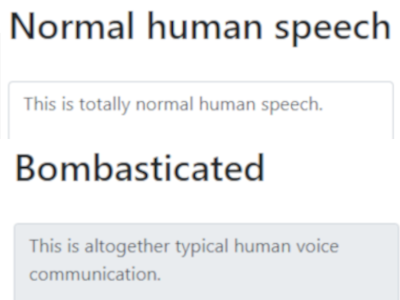 Normal human speech
This is totally normal human speech.
Bombasticated
This is altogether typical human voice
communication.